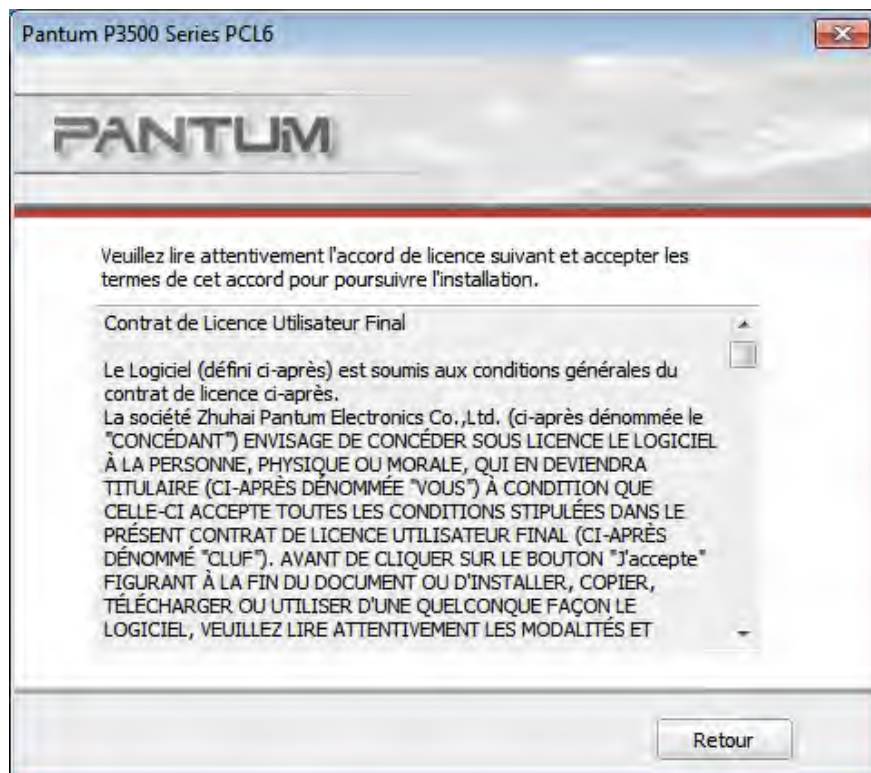 Pantum P3500 Series PCL6
PANTUM
Veuillez lire attentivement l'accord de licence suivant et accepter les
termes de cet accord pour poursuivre l'installation.
Contrat de Licence Utilisateur Final
Le Logiciel (défini ci-après) est soumis aux conditions générales du
contrat de licence ci-après.
La société Zhuhai Pantum Electronics Co.,Ltd. (ci-après dénommée le
"CONCÉDANT") ENVISAGE DE CONCÉDER SOUS LICENCE LE LOGICIEL
À LA PERSONNE, PHYSIQUE OU MORALE, QUI EN DEVIENDRA
TITULAIRE (CI-APRÈS DÉNOMMÉE "VOUS") À CONDITION QUE
CELLE-CI ACCEPTE TOUTES LES CONDITIONS STIPULÉES DANS LE
PRÉSENT CONTRAT DE LICENCE UTILISATEUR FINAL (CI-APRÈS
DÉNOMMÉ "CLUF"). AVANT DE CLIQUER SUR LE BOUTON "J'accepte"
FIGURANT À LA FIN DU DOCUMENT OU D'INSTALLER, COPIER,
TÉLÉCHARGER OU UTILISER D'UNE QUELCONQUE FAÇON LE
LOGICIEL, VEUILLEZ LIRE ATTENTIVEMENT LES MODALITÉS ET
Retour